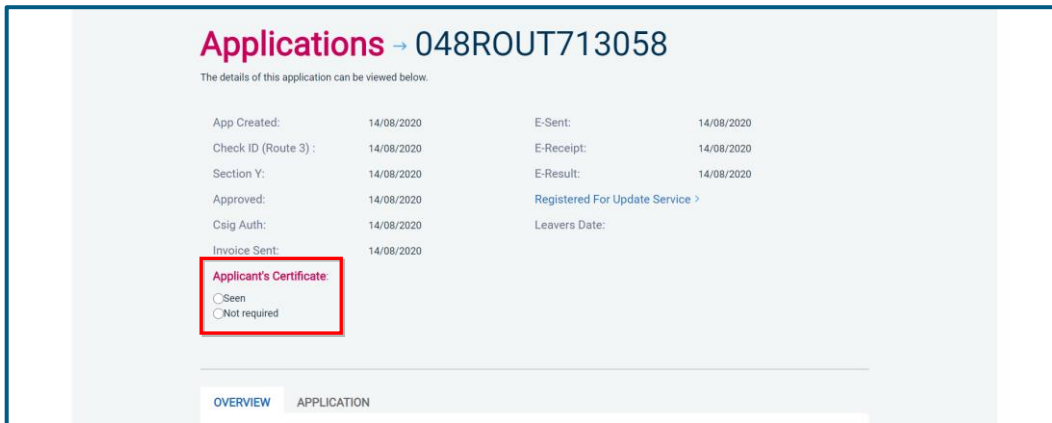 Applications → 048ROUT713058
The details of this application can be viewed below.
App Created: 14/08/2020 E-Sent: 14/08/2020
Check ID (Route 3) : 14/08/2020 E-Receipt: 14/08/2020
Section Y: 14/08/2020 E-Result: 14/08/2020
Approved: 14/08/2020 Registered For Update Service >
Csig Auth: 14/08/2020 Leavers Date:
Invoice Sent: 14/08/2020
Applicant's Certificate:
Seen
Not required
OVERVIEW APPLICATION